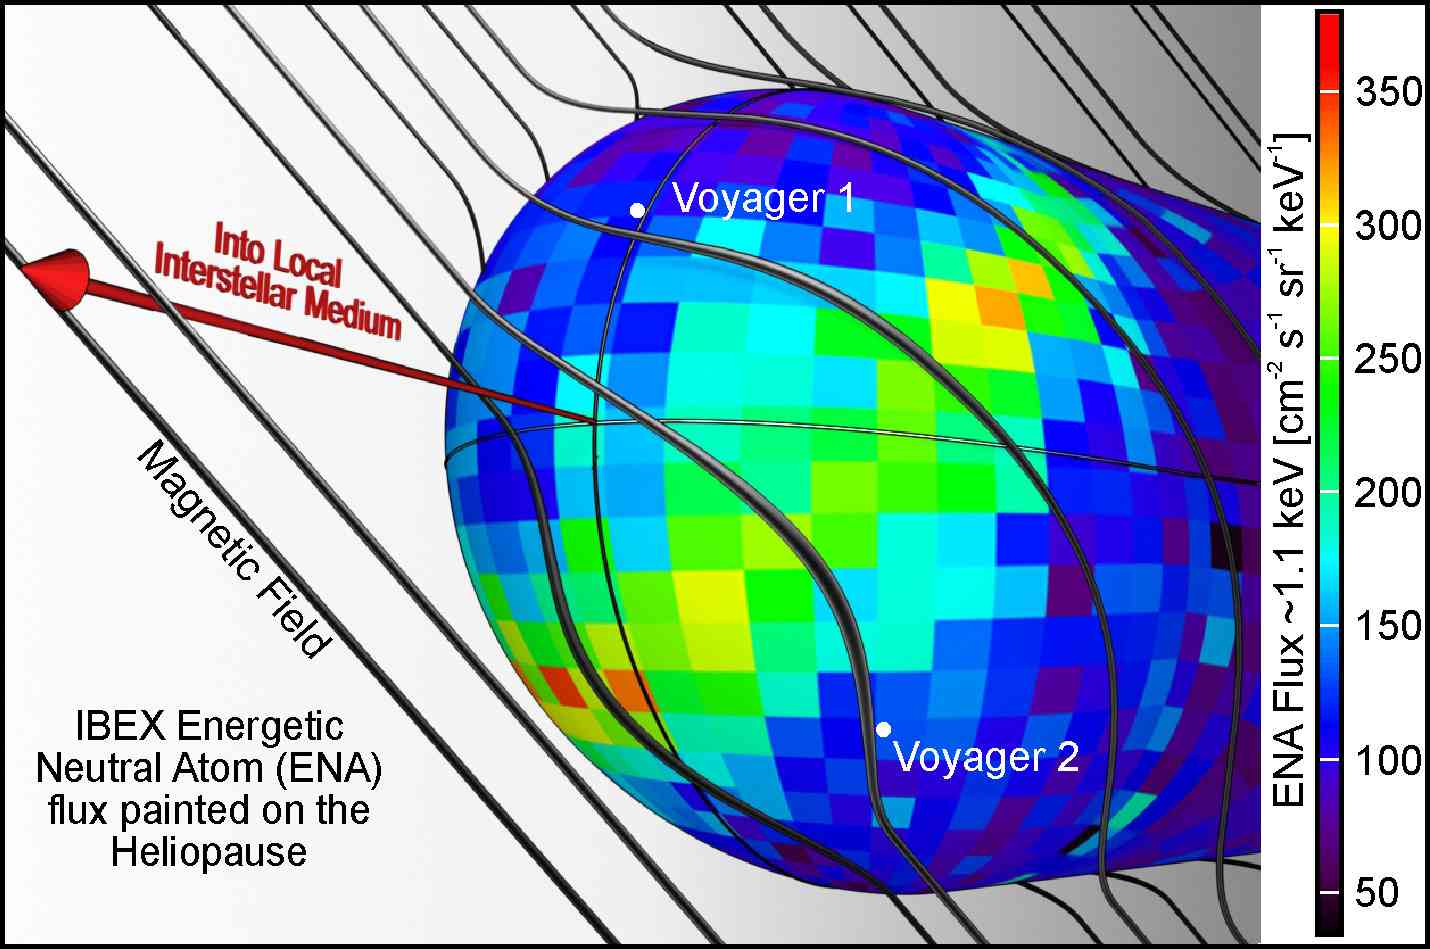 Into Local
Interstellar Medium
Voyager 1
Magnetic Field
Voyager 2
IBEX Energetic
Neutral Atom (ENA)
flux painted on the
Heliopause
ENA Flux ~1.1 keV [cm⁻² s⁻¹ sr⁻¹ keV⁻¹]
350
300
250
200
150
100
50